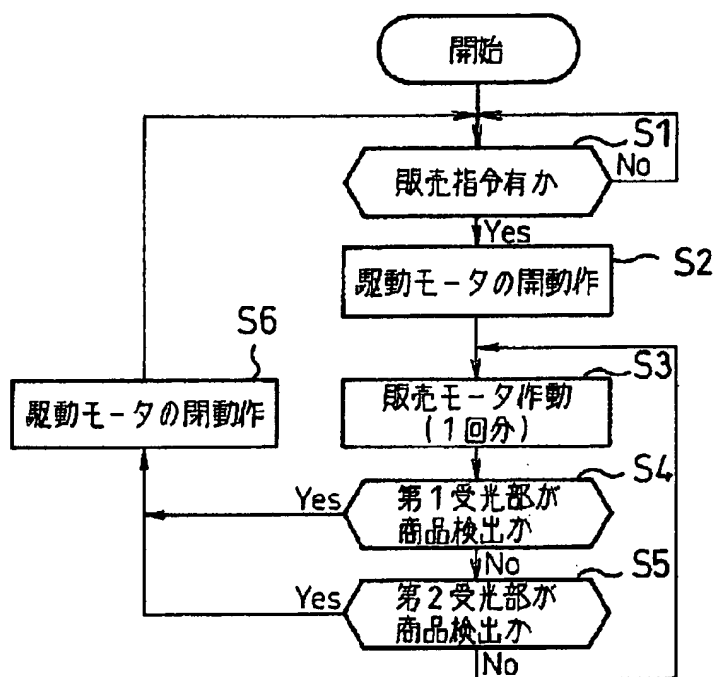 開始
S1
販売指令有か
No
Yes
S2
駆動モータの開動作
S6
駆動モータの閉動作
S3
販売モータ作動
(1回分)
S4
第1受光部が
商品検出か
Yes
No
S5
第2受光部が
商品検出か
Yes
No